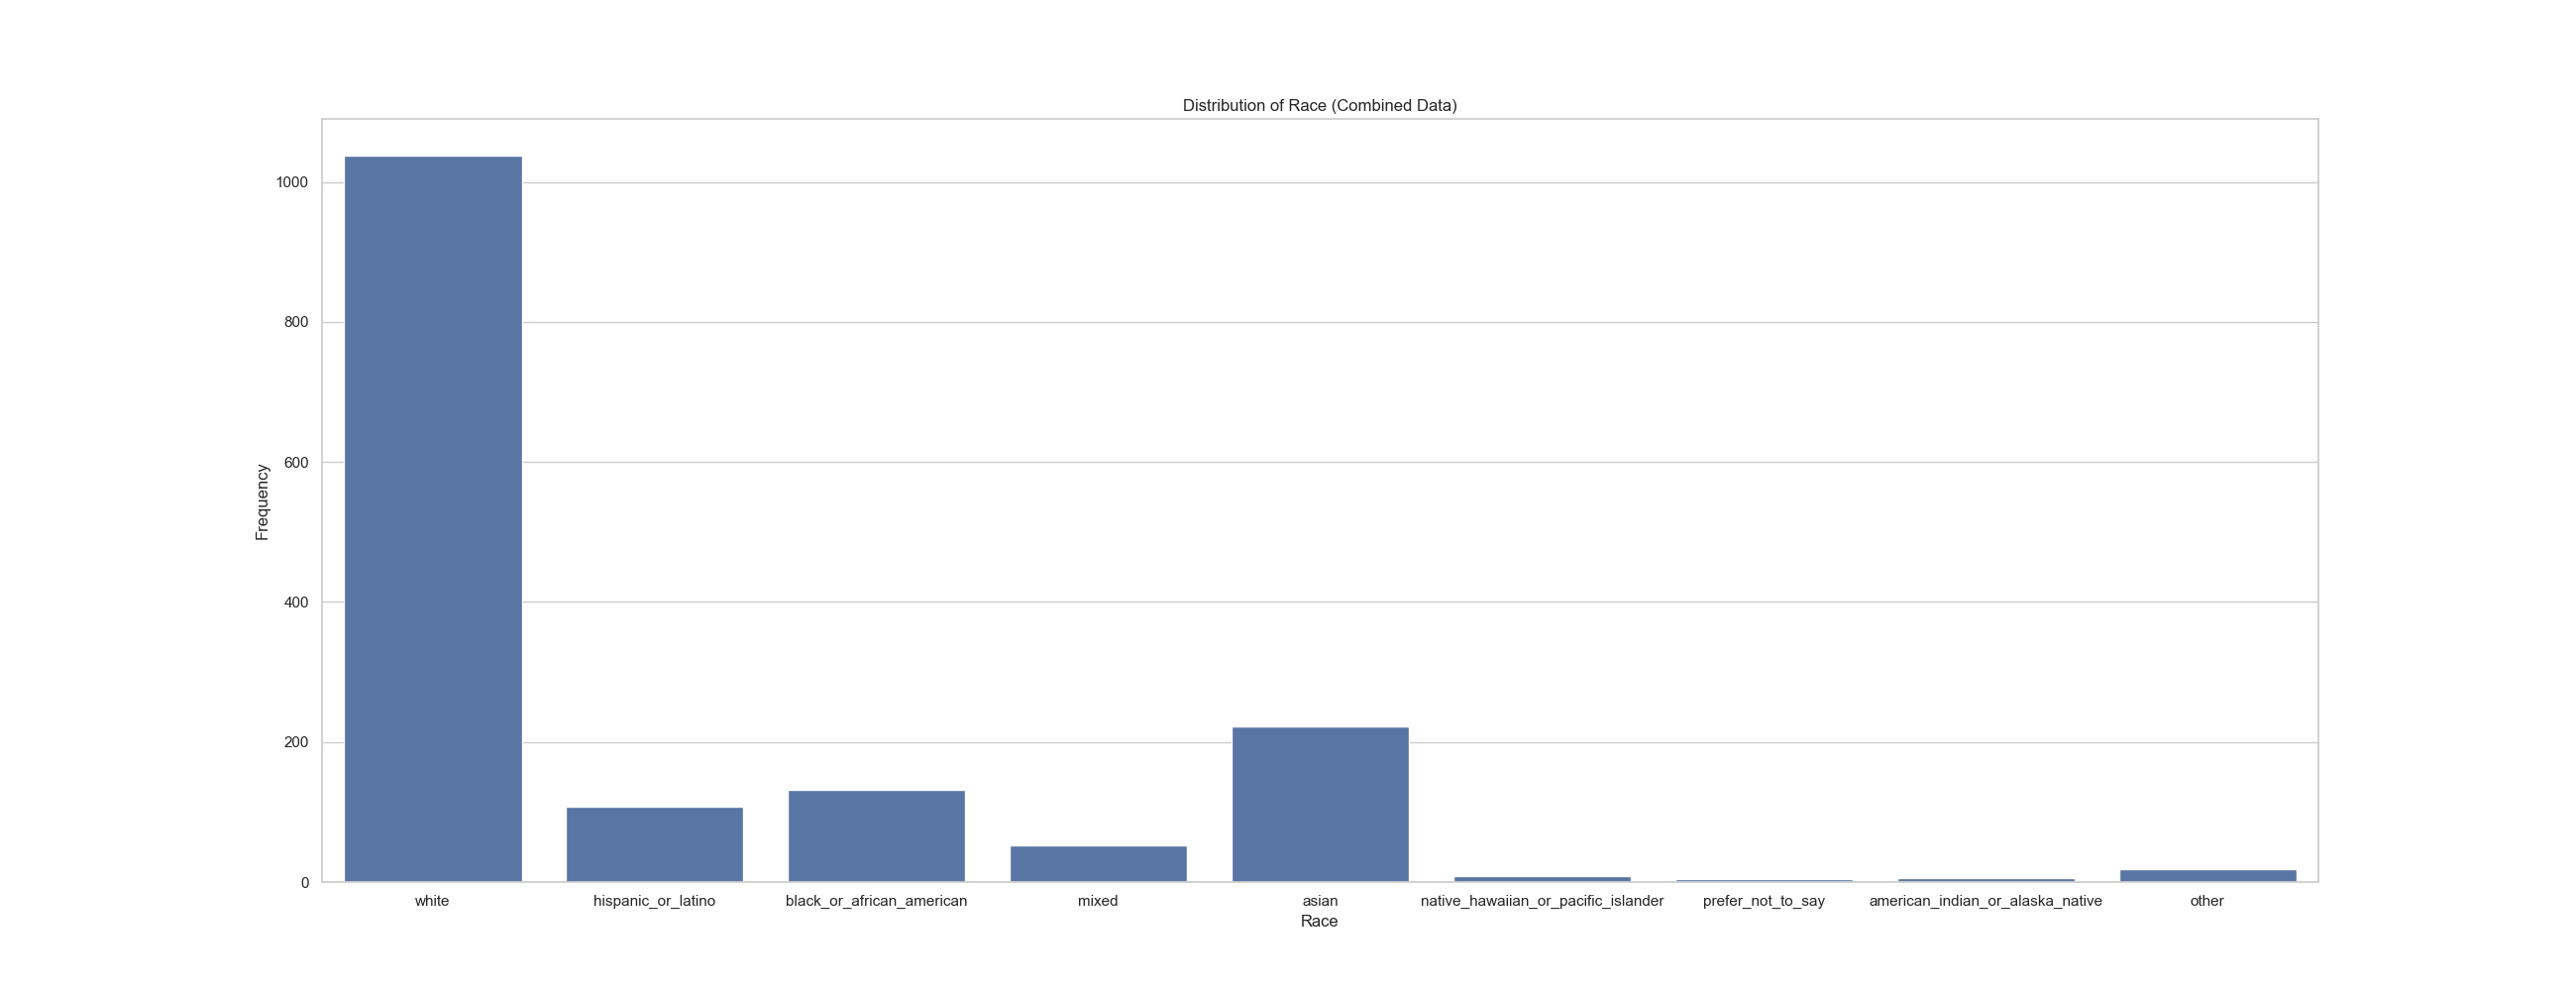 Distribution of Race (Combined Data)
1000
800
600
400
200
0
Frequency
white hispanic_or_latino black_or_african_american mixed asian native_hawaiian_or_pacific_islander prefer_not_to_say american_indian_or_alaska_native other
Race